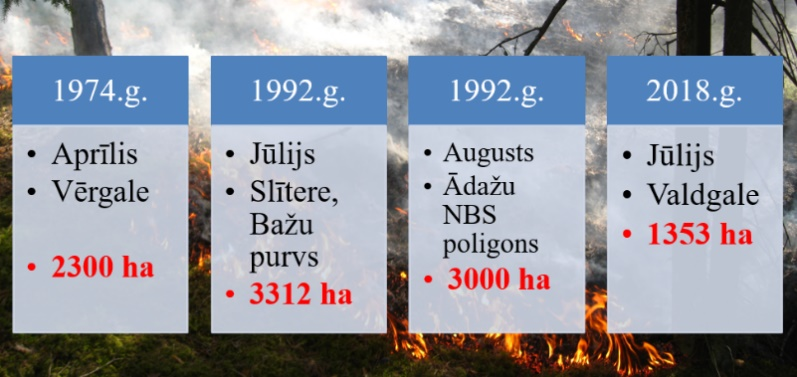 1974.g.
• Aprīlis
• Vērgale
• 2300 ha
1992.g.
• Jūlijs
• Slītere,
Bažu
purvs
• 3312 ha
1992.g.
• Augusts
• Ādažu
NBS
poligons
• 3000 ha
2018.g.
• Jūlijs
• Valdgale
• 1353 ha